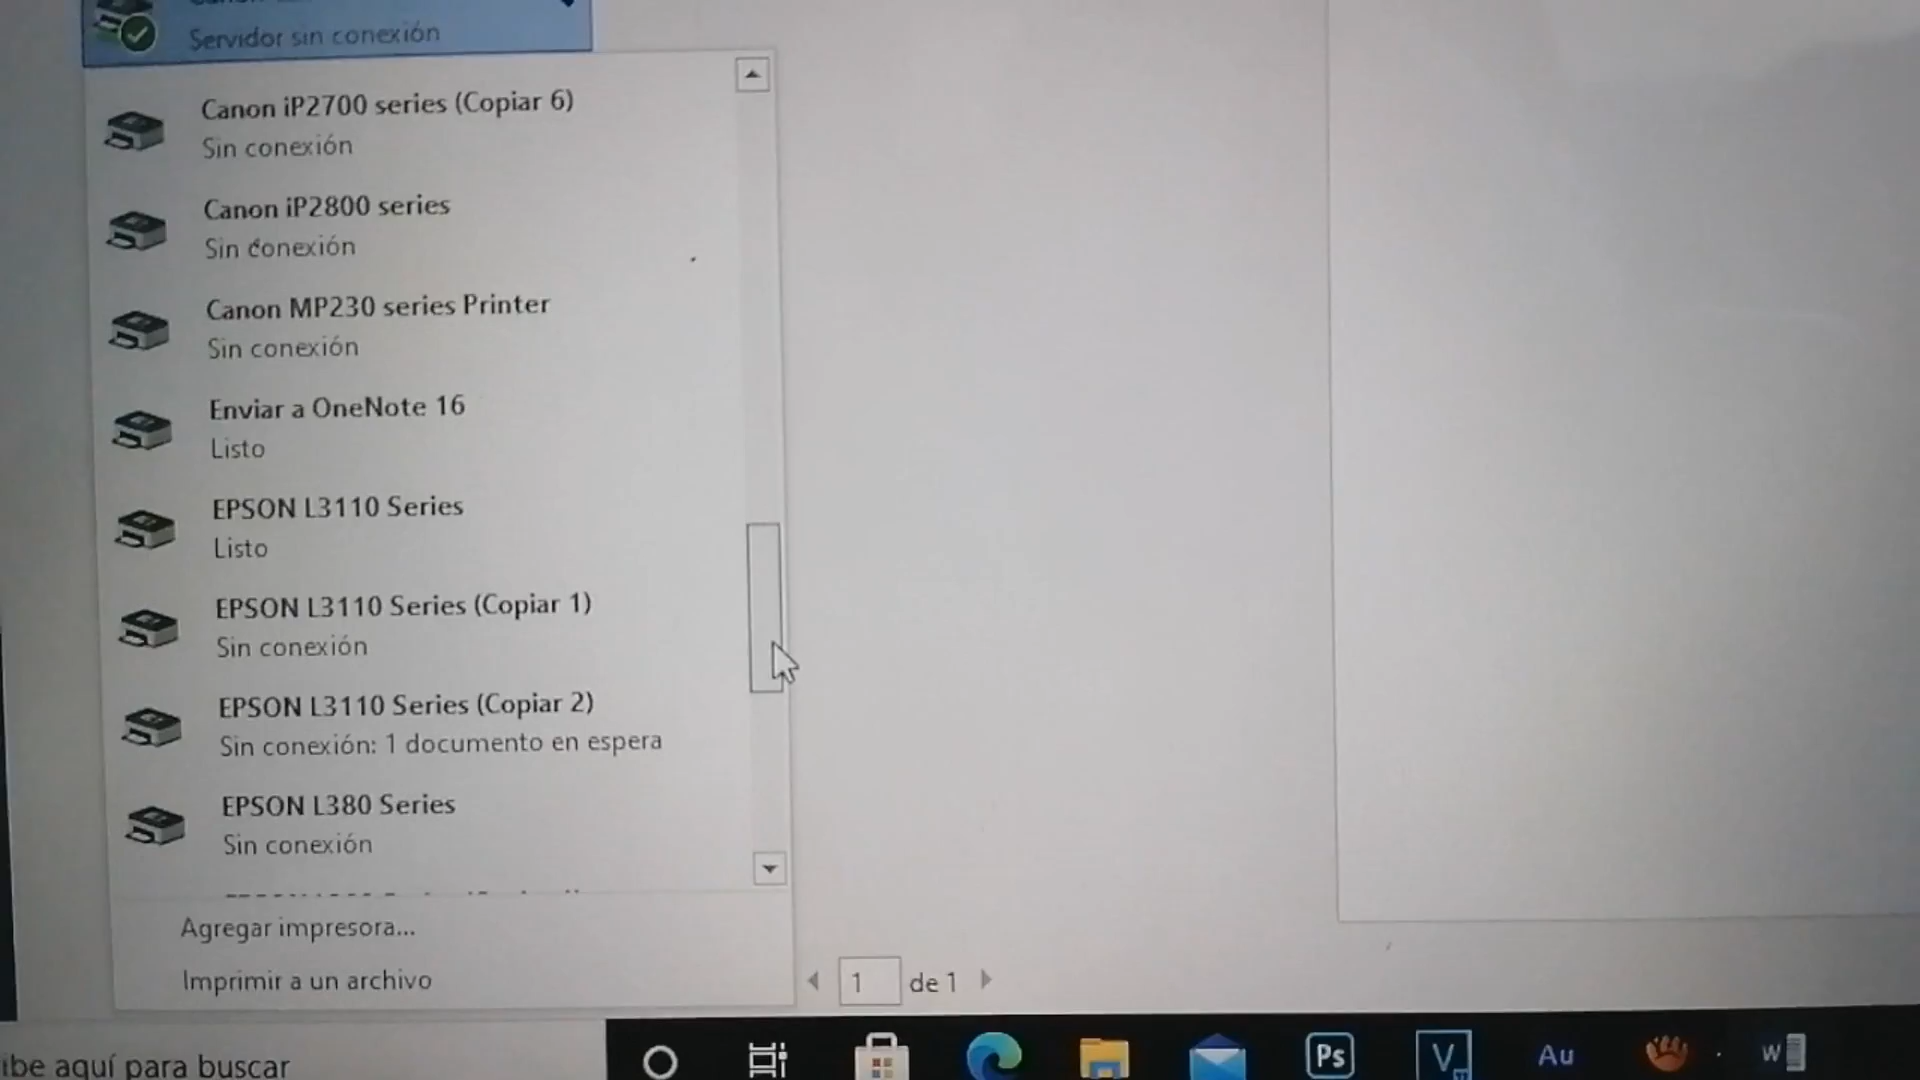 Servidor sin conexión
Canon iP2700 series (Copiar 6)
Sin conexión
Canon iP2800 series
Sin conexión
Canon MP230 series Printer
Sin conexión
Enviar a OneNote 16
Listo
EPSON L3110 Series
Listo
EPSON L3110 Series (Copiar 1)
Sin conexión
EPSON L3110 Series (Copiar 2)
Sin conexión: 1 documento en espera
EPSON L380 Series
Sin conexión
Agregar impresora...
Imprimir a un archivo
1 de 1
ibe aquí para buscar
Ps
V
Au
W